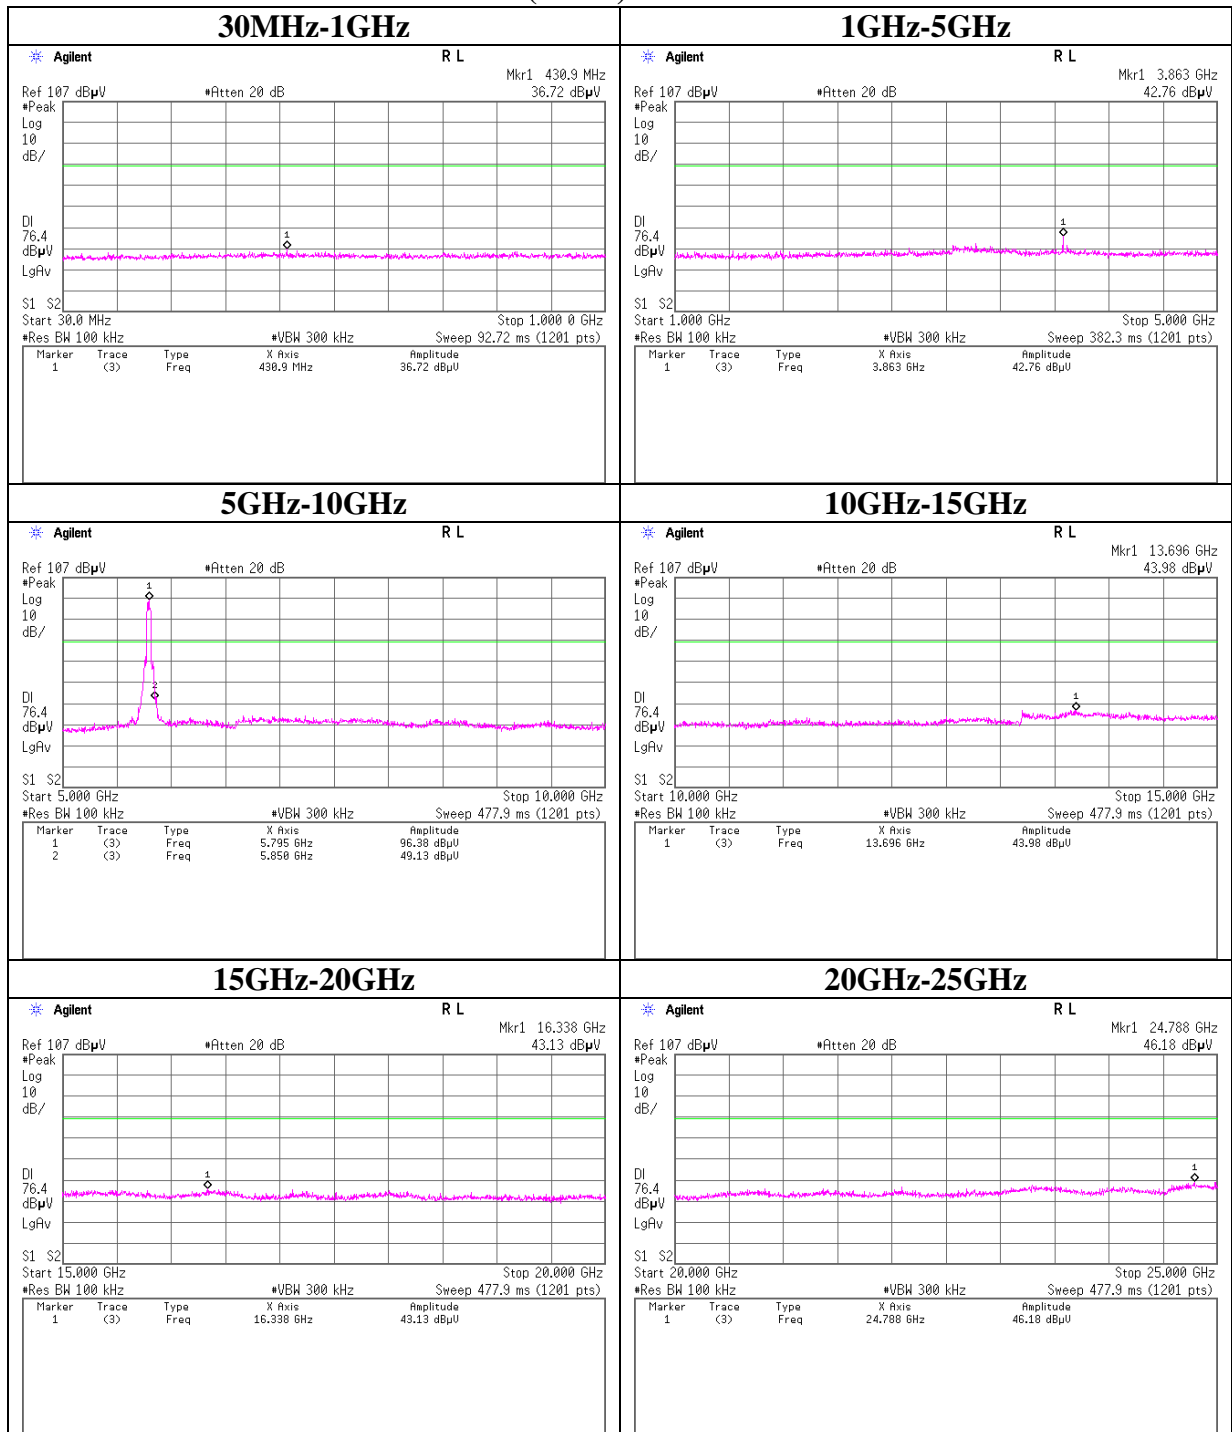 30MHz-1GHz
Agilent R L
Mkr1 430.9 MHz
Ref 107 dBµV #Atten 20 dB 36.72 dBµV
#Peak
Log
10
dB/
1
DI
76.4
dBµV
LgAv
S1 S2
Start 30.0 MHz Stop 1.000 0 GHz
#Res BW 100 kHz #VBW 300 kHz Sweep 92.72 ms (1201 pts)
Marker Trace Type X Axis Amplitude
1 (3) Freq 430.9 MHz 36.72 dBµV
1GHz-5GHz
Agilent R L
Mkr1 3.863 GHz
Ref 107 dBµV #Atten 20 dB 42.76 dBµV
#Peak
Log
10
dB/
1
DI
76.4
dBµV
LgAv
S1 S2
Start 1.000 GHz Stop 5.000 GHz
#Res BW 100 kHz #VBW 300 kHz Sweep 382.3 ms (1201 pts)
Marker Trace Type X Axis Amplitude
1 (3) Freq 3.863 GHz 42.76 dBµV
5GHz-10GHz
Agilent R L
Ref 107 dBµV #Atten 20 dB
#Peak
1
Log
10
dB/
2
DI
76.4
dBµV
LgAv
S1 S2
Start 5.000 GHz Stop 10.000 GHz
#Res BW 100 kHz #VBW 300 kHz Sweep 477.9 ms (1201 pts)
Marker Trace Type X Axis Amplitude
1 (3) Freq 5.795 GHz 96.38 dBµV
2 (3) Freq 5.850 GHz 49.13 dBµV
10GHz-15GHz
Agilent R L
Mkr1 13.696 GHz
Ref 107 dBµV #Atten 20 dB 43.98 dBµV
#Peak
Log
10
dB/
1
DI
76.4
dBµV
LgAv
S1 S2
Start 10.000 GHz Stop 15.000 GHz
#Res BW 100 kHz #VBW 300 kHz Sweep 477.9 ms (1201 pts)
Marker Trace Type X Axis Amplitude
1 (3) Freq 13.696 GHz 43.98 dBµV
15GHz-20GHz
Agilent R L
Mkr1 16.338 GHz
Ref 107 dBµV #Atten 20 dB 43.13 dBµV
#Peak
Log
10
dB/
1
DI
76.4
dBµV
LgAv
S1 S2
Start 15.000 GHz Stop 20.000 GHz
#Res BW 100 kHz #VBW 300 kHz Sweep 477.9 ms (1201 pts)
Marker Trace Type X Axis Amplitude
1 (3) Freq 16.338 GHz 43.13 dBµV
20GHz-25GHz
Agilent R L
Mkr1 24.788 GHz
Ref 107 dBµV #Atten 20 dB 46.18 dBµV
#Peak
Log
10
dB/
1
DI
76.4
dBµV
LgAv
S1 S2
Start 20.000 GHz Stop 25.000 GHz
#Res BW 100 kHz #VBW 300 kHz Sweep 477.9 ms (1201 pts)
Marker Trace Type X Axis Amplitude
1 (3) Freq 24.788 GHz 46.18 dBµV